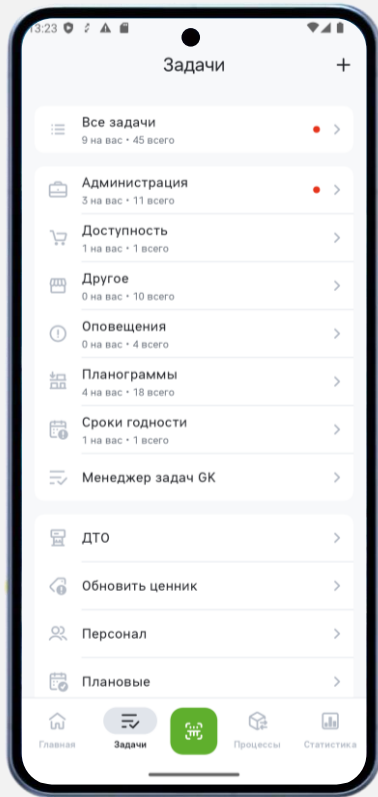 13:23
Задачи
+
Все задачи
9 на вас • 45 всего
Администрация
3 на вас • 11 всего
Доступность
1 на вас • 1 всего
Другое
0 на вас • 10 всего
Оповещения
0 на вас • 4 всего
Планограммы
4 на вас • 18 всего
Сроки годности
1 на вас • 1 всего
Менеджер задач GK
ДТО
Обновить ценник
Персонал
Плановые
Главная Задачи Процессы Статистика